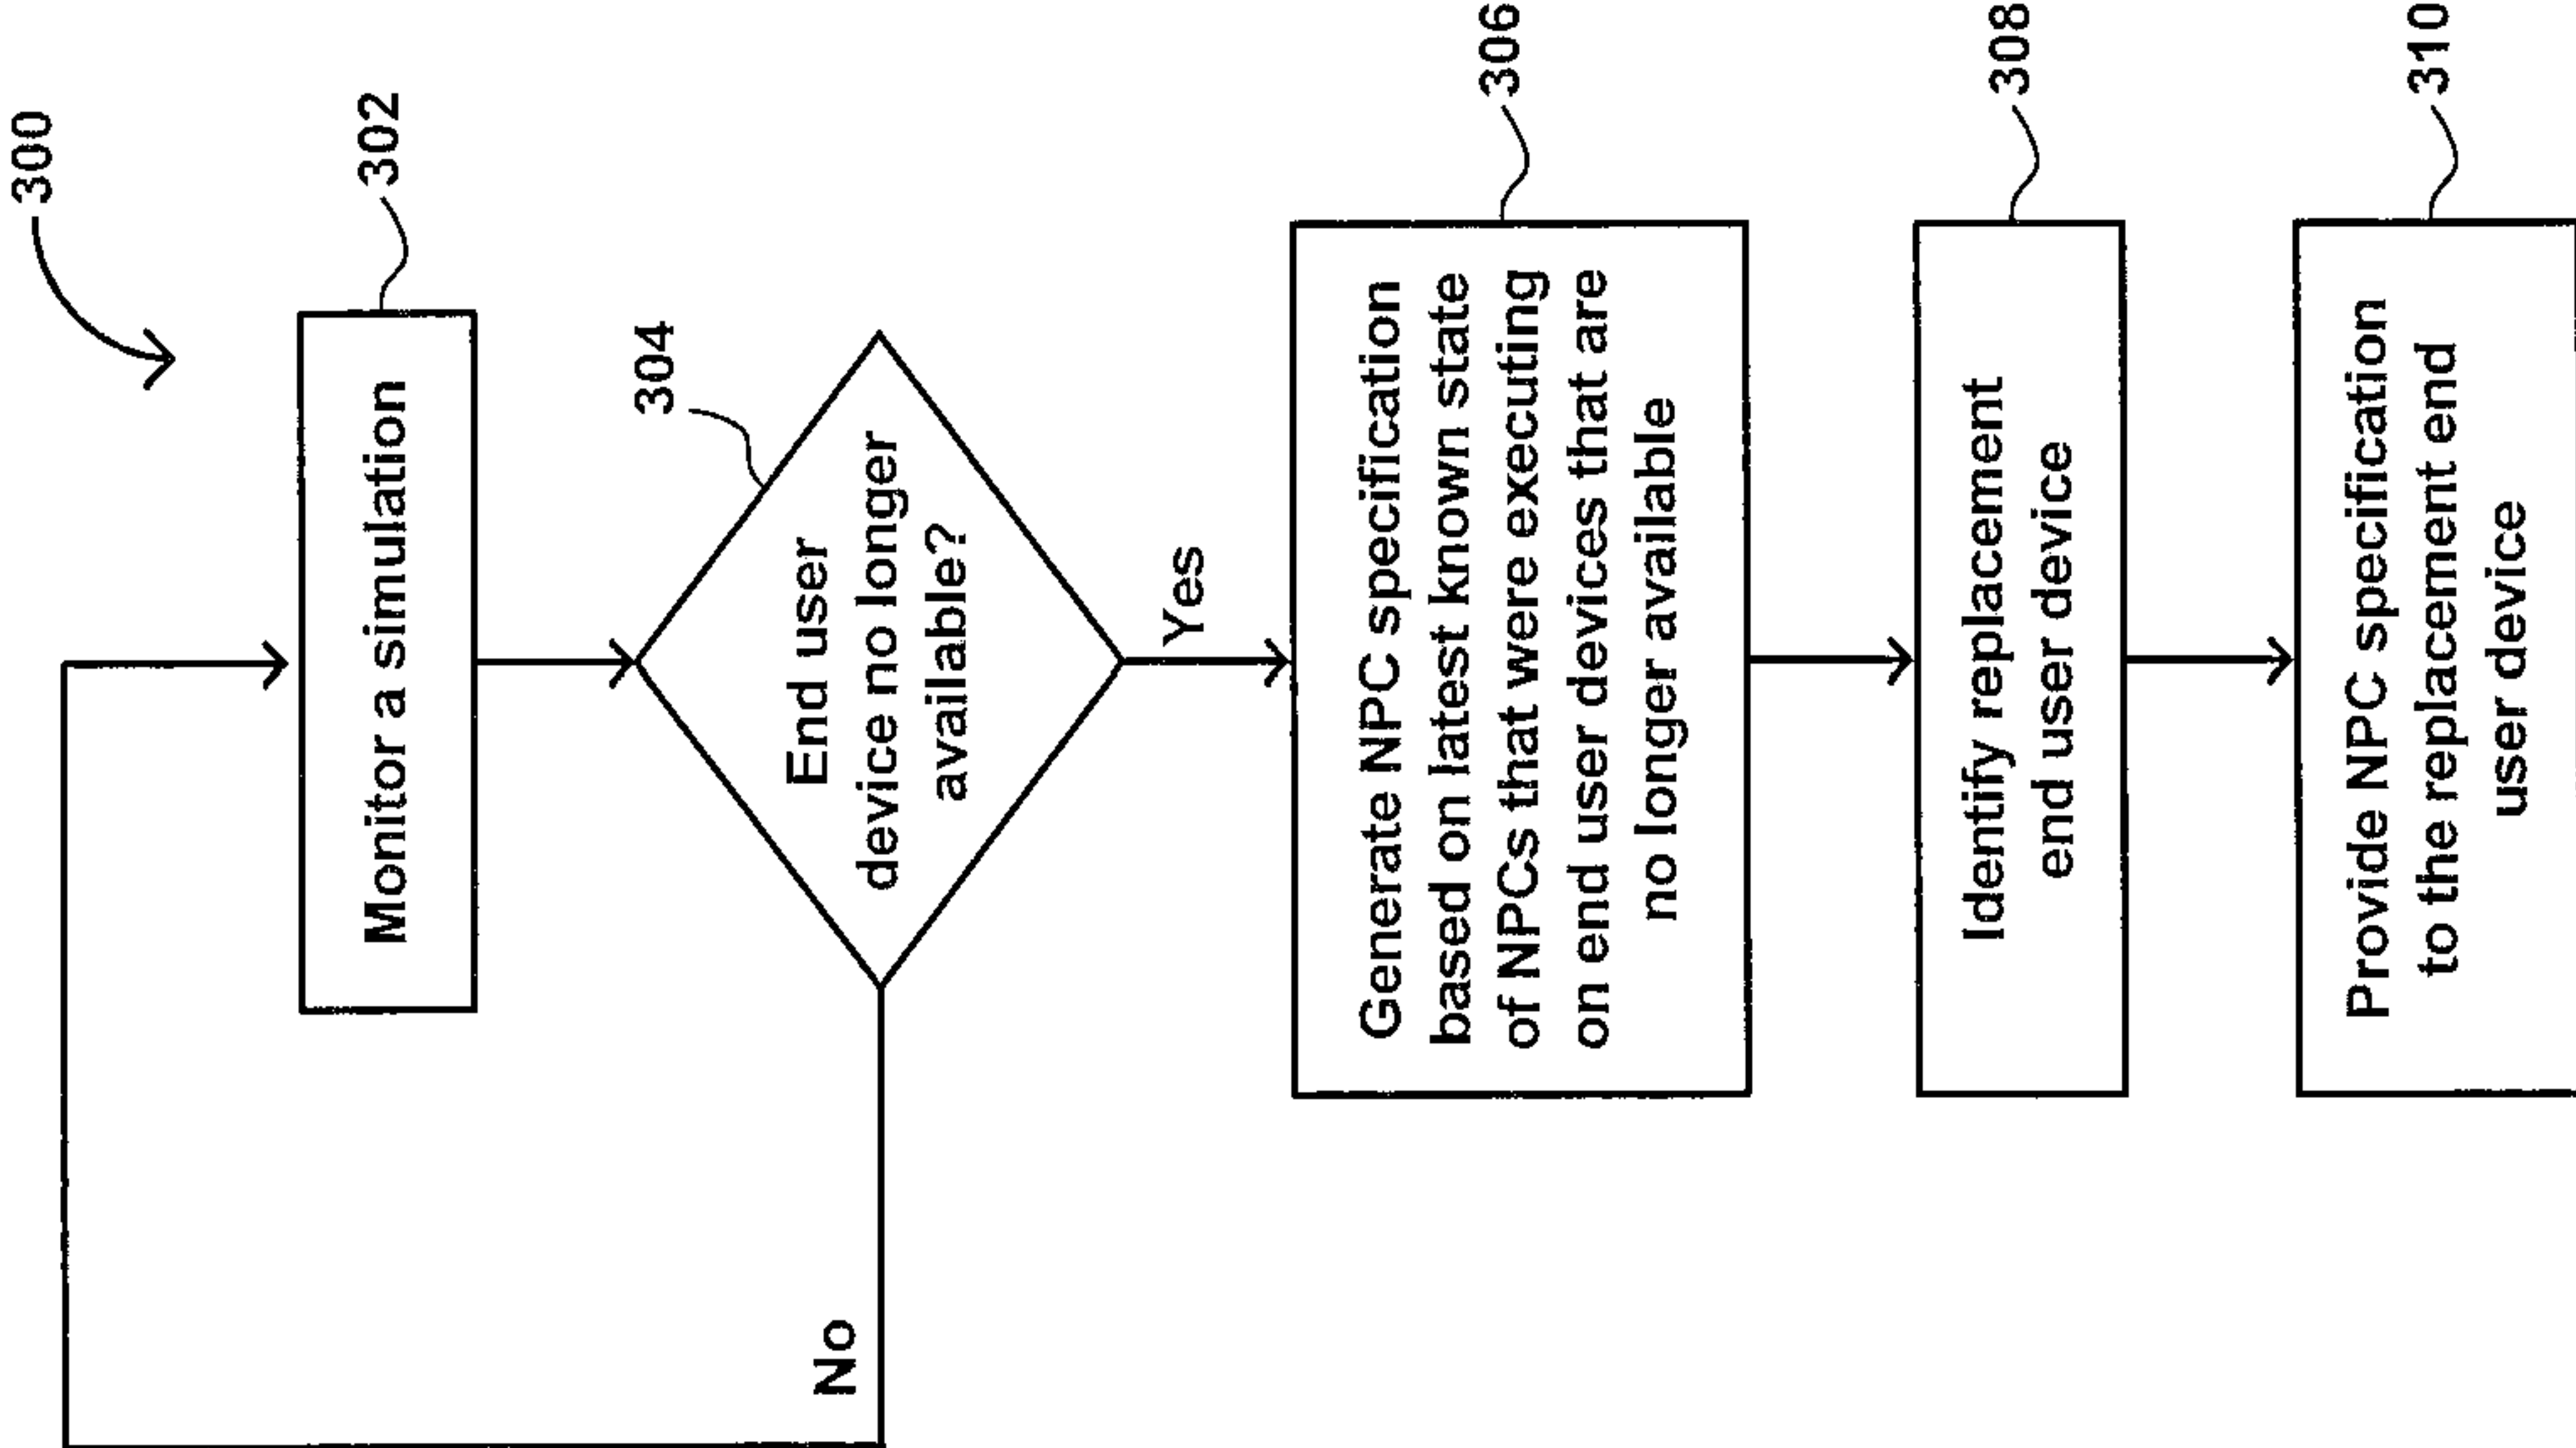 300
302
Monitor a simulation
304
End user
device no longer
available?
No
Yes
306
Generate NPC specification
based on latest known state
of NPCs that were executing
on end user devices that are
no longer available
308
Identify replacement
end user device
310
Provide NPC specification
to the replacement end
user device